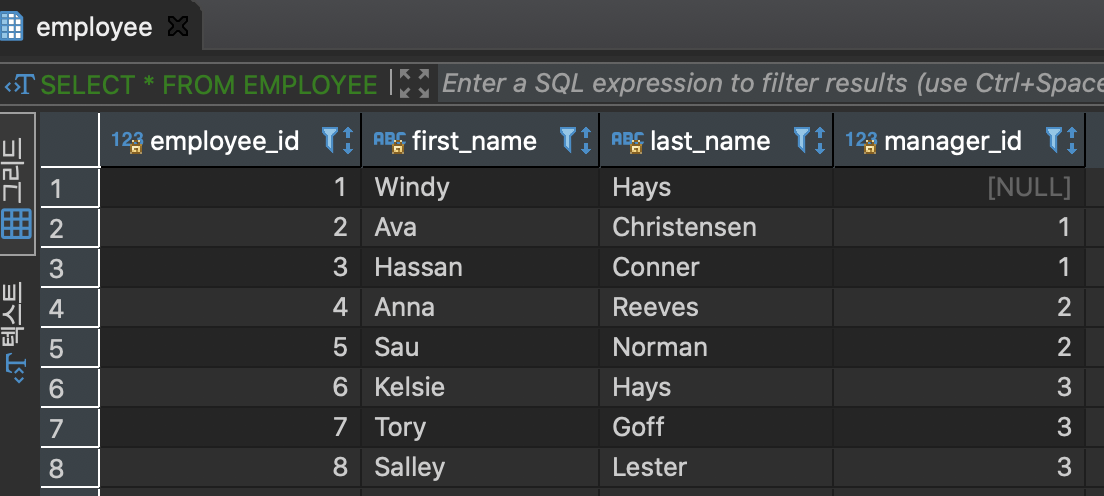 employee
SELECT * FROM EMPLOYEE Enter a SQL expression to filter results (use Ctrl+Space
그리드
텍스트
123 employee_id ABC first_name ABC last_name 123 manager_id
1 1 Windy Hays [NULL]
2 2 Ava Christensen 1
3 3 Hassan Conner 1
4 4 Anna Reeves 2
5 5 Sau Norman 2
6 6 Kelsie Hays 3
7 7 Tory Goff 3
8 8 Salley Lester 3